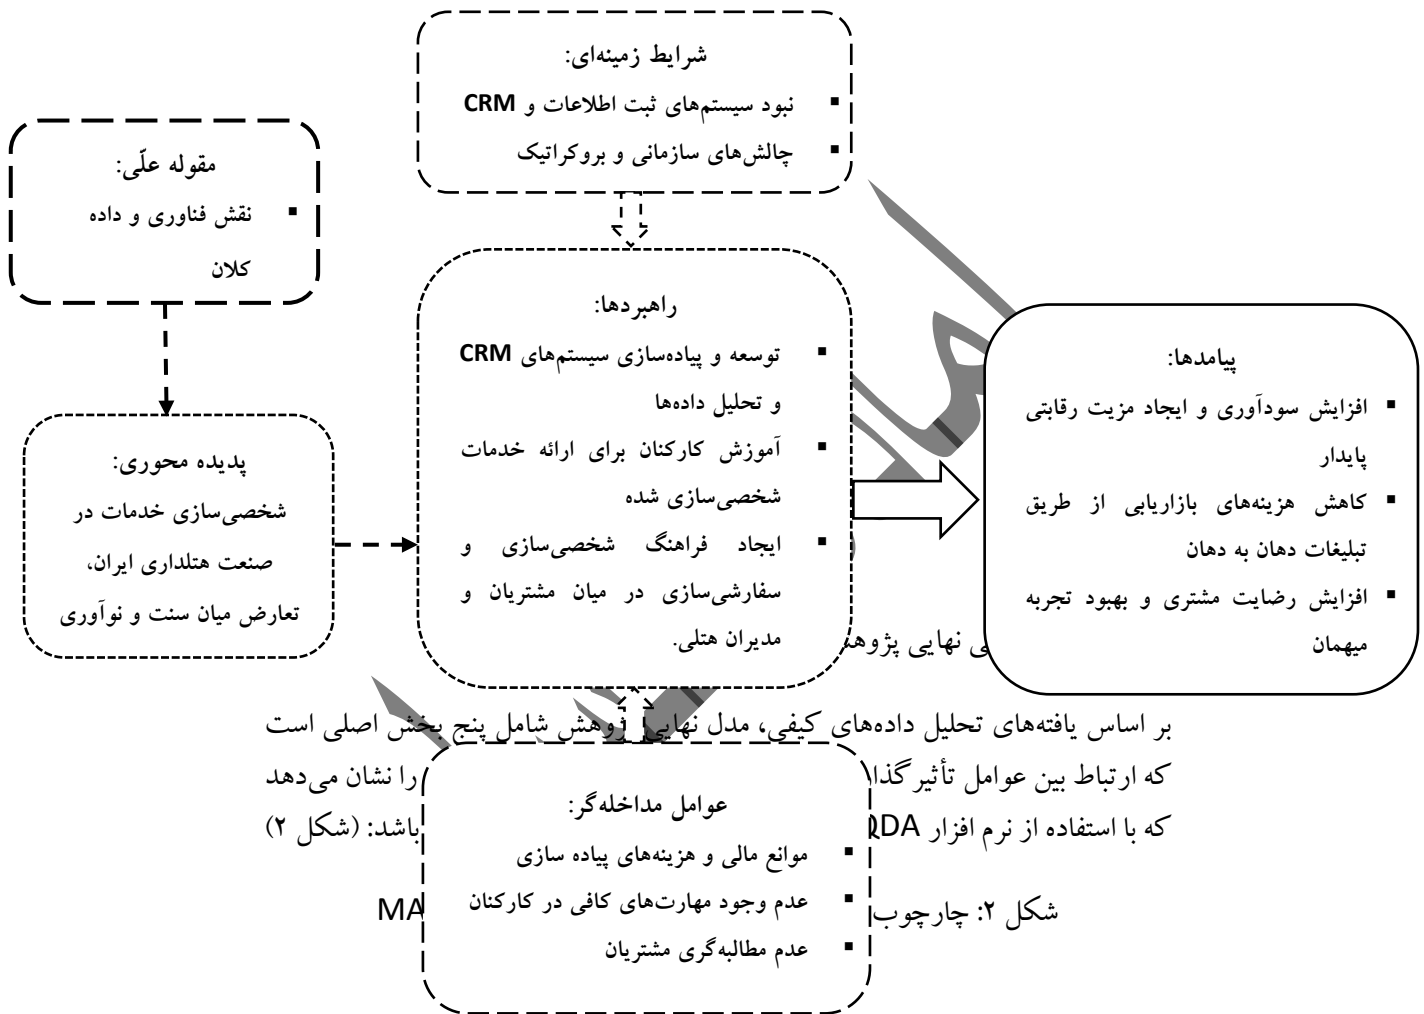 شرایط زمینه‌ای:
▪ نبود سیستم‌های ثبت اطلاعات و CRM
▪ چالش‌های سازمانی و بروکراتیک
مقوله علّی:
▪ نقش فناوری و داده
کلان
پدیده محوری:
شخصی‌سازی خدمات در
صنعت هتلداری ایران،
تعارض میان سنت و نوآوری
راهبردها:
▪ توسعه و پیاده‌سازی سیستم‌های CRM
و تحلیل داده‌ها
▪ آموزش کارکنان برای ارائه خدمات
شخصی‌سازی شده
▪ ایجاد فراهنگ شخصی‌سازی و
سفارشی‌سازی در میان مشتریان و
مدیران هتلی.
پیامدها:
▪ افزایش سودآوری و ایجاد مزیت رقابتی
پایدار
▪ کاهش هزینه‌های بازاریابی از طریق
تبلیغات دهان به دهان
▪ افزایش رضایت مشتری و بهبود تجربه
میهمان
نهایی
بر اساس یافته‌های تحلیل داده‌های کیفی، مدل نهایی شامل پنج بخش اصلی است
که ارتباط بین عوامل را نشان می‌دهد
که با استفاده از نرم افزار باشد: (شکل ۲)
عوامل مداخله‌گر:
▪ موانع مالی و هزینه‌های پیاده سازی
▪ عدم وجود مهارت‌های کافی در کارکنان
▪ عدم مطالبه‌گری مشتریان
شکل ۲: چارچوب